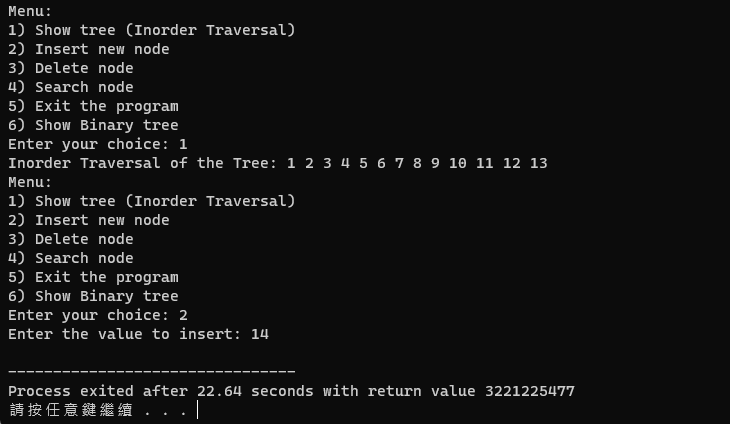 Menu:
1) Show tree (Inorder Traversal)
2) Insert new node
3) Delete node
4) Search node
5) Exit the program
6) Show Binary tree
Enter your choice: 1
Inorder Traversal of the Tree: 1 2 3 4 5 6 7 8 9 10 11 12 13
Menu:
1) Show tree (Inorder Traversal)
2) Insert new node
3) Delete node
4) Search node
5) Exit the program
6) Show Binary tree
Enter your choice: 2
Enter the value to insert: 14

--------------------------------
Process exited after 22.64 seconds with return value 3221225477
請按任意鍵繼續 . . .